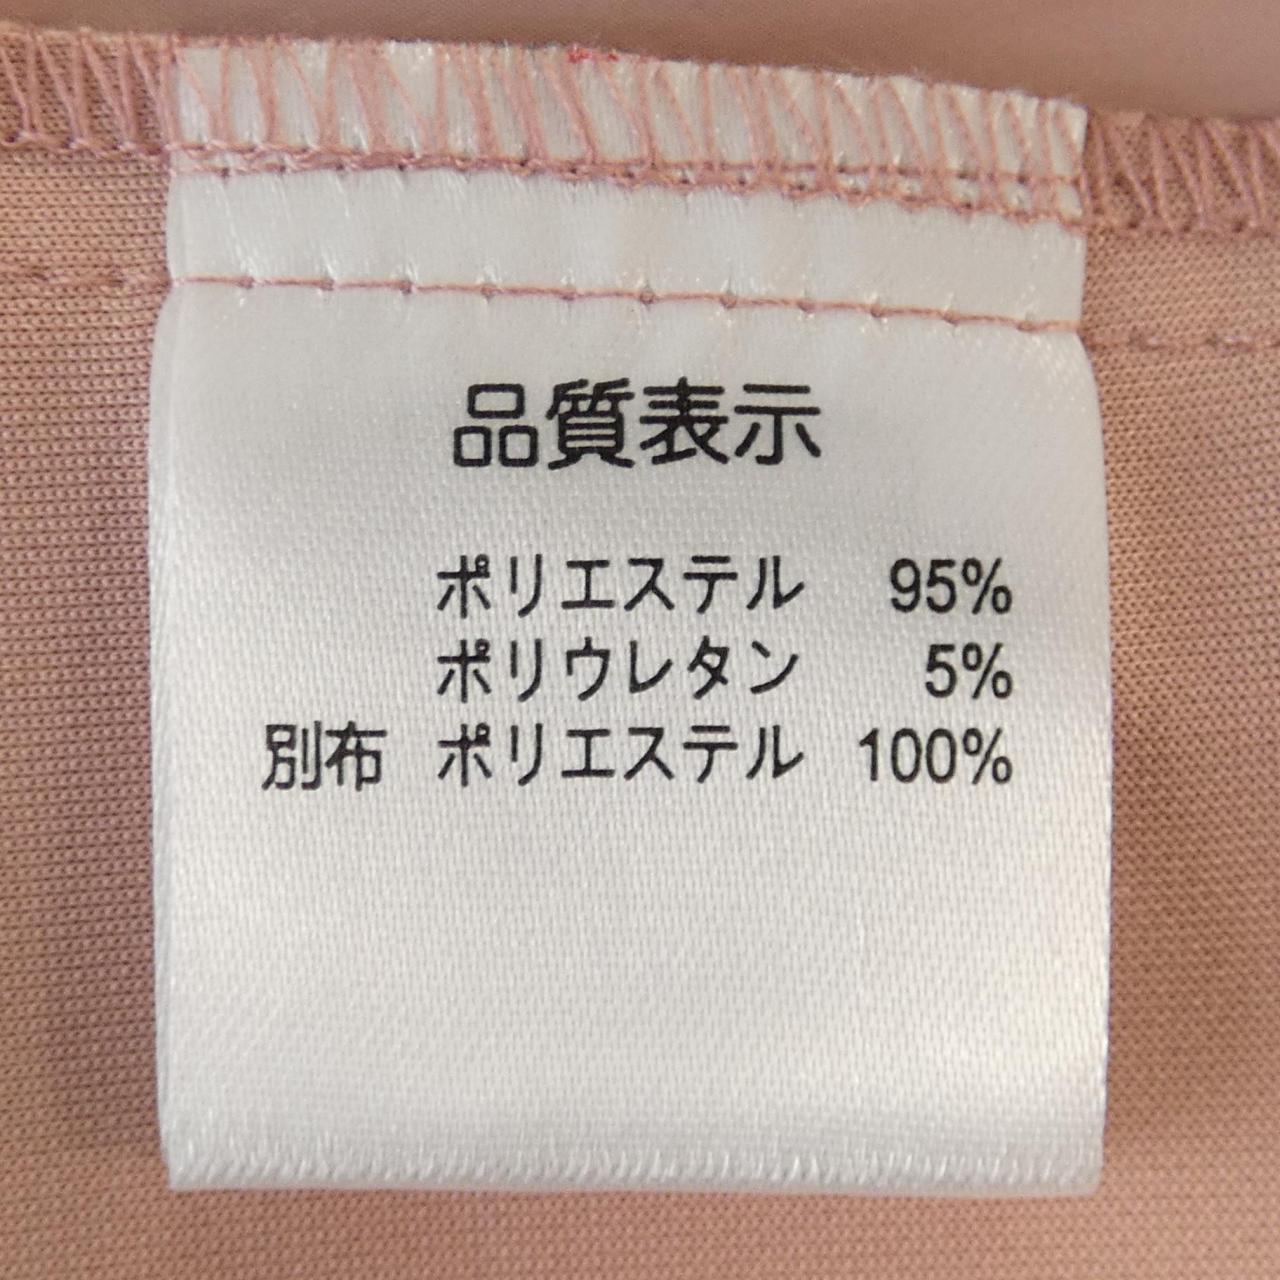 品質表示
ポリエステル 95%
ポリウレタン 5%
別布 ポリエステル 100%